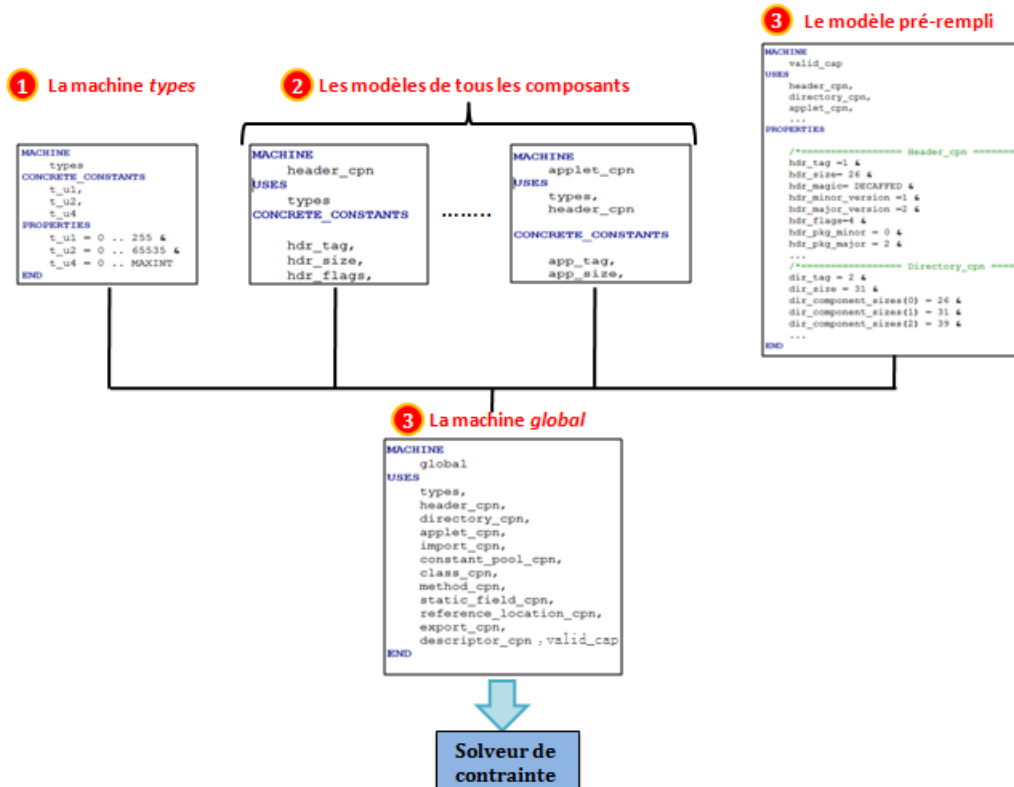 3 Le modèle pré-rempli
1 La machine types
2 Les modèles de tous les composants
MACHINE
types
CONCRETE_CONSTANTS
t_u1,
t_u2,
t_u4
PROPERTIES
t_u1 = 0 .. 255 &
t_u2 = 0 .. 65535 &
t_u4 = 0 .. MAXINT
END
MACHINE
header_cpn
USES
types
CONCRETE_CONSTANTS
hdr_tag,
hdr_size,
hdr_flags,
........
MACHINE
applet_cpn
USES
types,
header_cpn
CONCRETE_CONSTANTS
app_tag,
app_size,
MACHINE
valid_cap
USES
header_cpn,
directory_cpn,
applet_cpn,
...
PROPERTIES
/*================= Header_cpn =======
hdr_tag =1 &
hdr_size= 26 &
hdr_magic= DECAFFED &
hdr_minor_version =1 &
hdr_major_version =2 &
hdr_flags=4 &
hdr_pkg_minor = 0 &
hdr_pkg_major = 2 &
...
/*================= Directory_cpn =====
dir_tag = 2 &
dir_size = 31 &
dir_component_sizes(0) = 26 &
dir_component_sizes(1) = 31 &
dir_component_sizes(2) = 39 &
...
END
3 La machine global
MACHINE
global
USES
types,
header_cpn,
directory_cpn,
applet_cpn,
import_cpn,
constant_pool_cpn,
class_cpn,
method_cpn,
static_field_cpn,
reference_location_cpn,
export_cpn,
descriptor_cpn ,valid_cap
END
Solveur de
contrainte